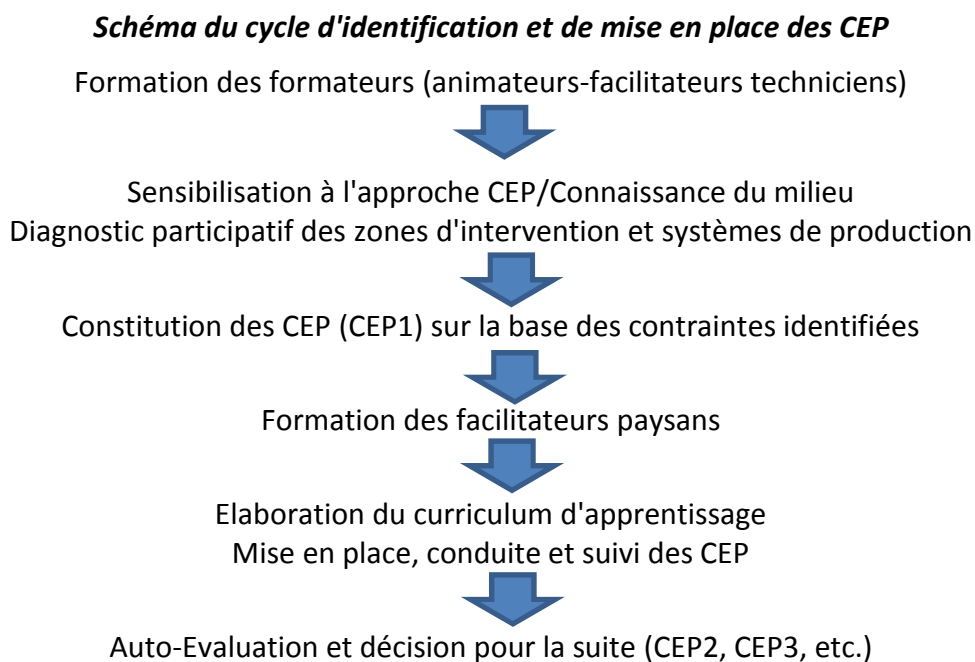 Schéma du cycle d'identification et de mise en place des CEP
Formation des formateurs (animateurs-facilitateurs techniciens)
Sensibilisation à l'approche CEP/Connaissance du milieu
Diagnostic participatif des zones d'intervention et systèmes de production
Constitution des CEP (CEP1) sur la base des contraintes identifiées
Formation des facilitateurs paysans
Elaboration du curriculum d'apprentissage
Mise en place, conduite et suivi des CEP
Auto-Evaluation et décision pour la suite (CEP2, CEP3, etc.)